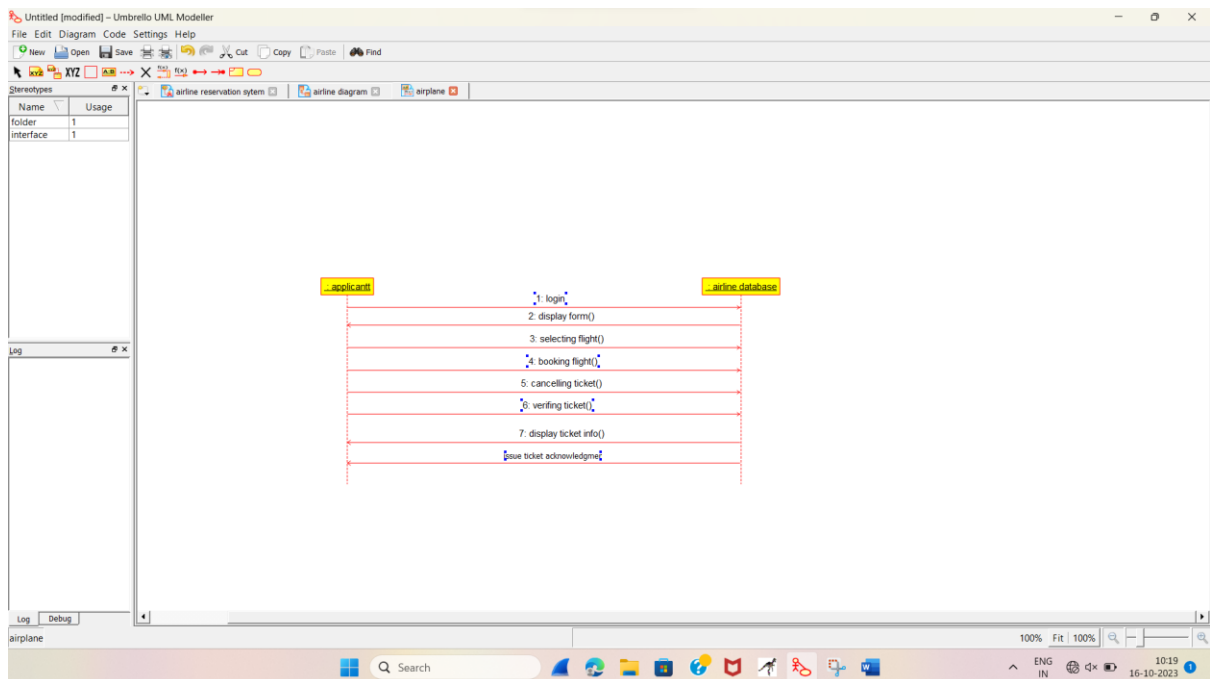 Untitled [modified] – Umbrello UML Modeller
File Edit Diagram Code Settings Help
New Open Save Cut Copy Paste Find
XYZ XYZ A:B f(x) f(x)
Stereotypes
airline reservation sytem airline diagram airplane
Name Usage
folder 1
interface 1
: applicantt
: airline database
1: login
2: display form()
3: selecting flight()
4: booking flight()
5: cancelling ticket()
6: verifing ticket()
7: display ticket info()
issue ticket acknowledgme
Log
Log Debug
airplane
100% Fit 100%
Search
ENG
IN
10:19
16-10-2023
1